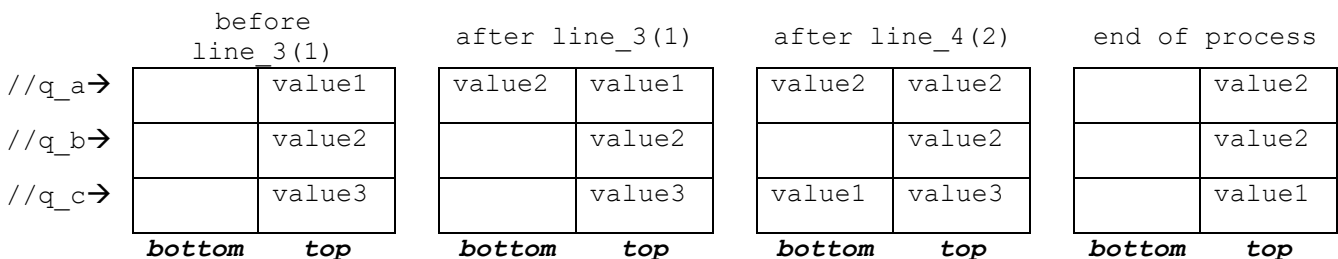 before
line_3(1) after line_3(1) after line_4(2) end of process
//q_a→ value1 value2 value1 value2 value2 value2
//q_b→ value2 value2 value2 value2
//q_c→ value3 value3 value1 value3 value1
bottom top bottom top bottom top bottom top